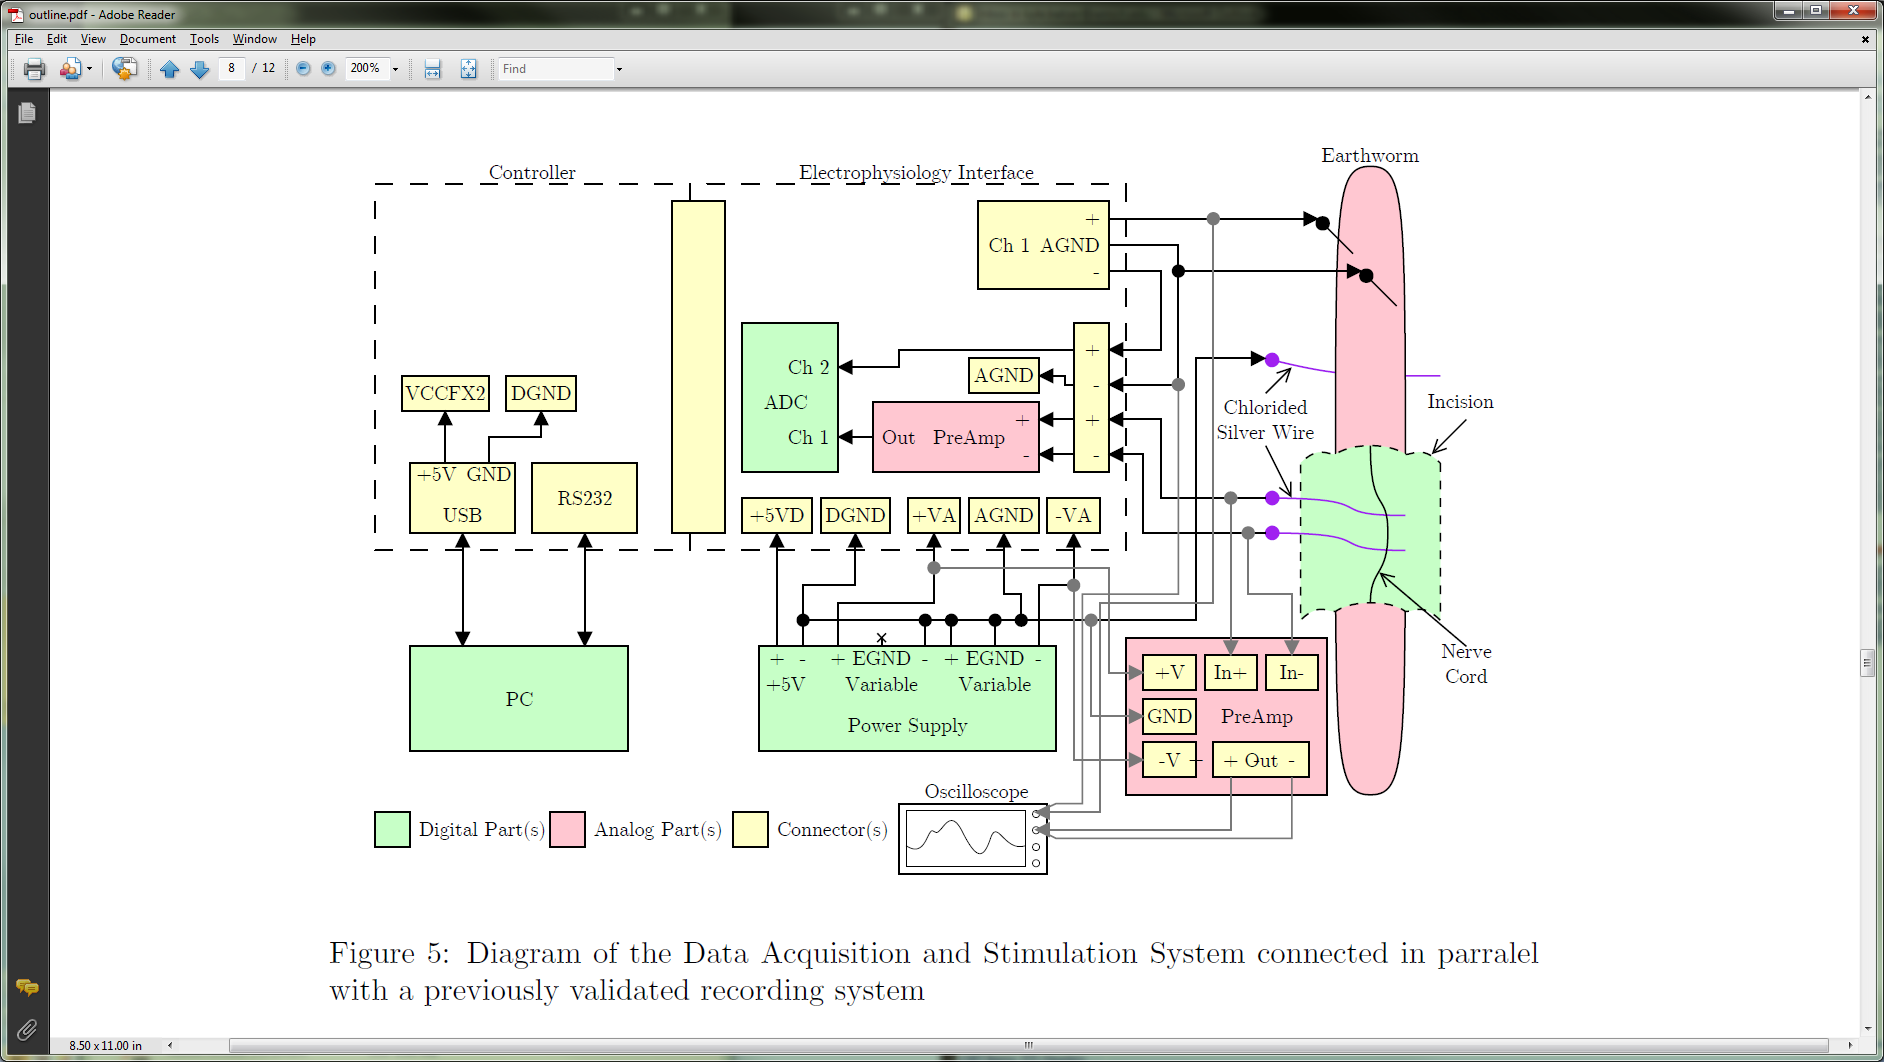 outline.pdf - Adobe Reader
File Edit View Document Tools Window Help
8 / 12 200% Find
Earthworm
Controller
Electrophysiology Interface
+
Ch 1 AGND
-
Ch 2
ADC
Ch 1
AGND
+
-
+
-
Out PreAmp
+
-
VCCFX2
DGND
+5V GND
USB
RS232
+5VD
DGND
+VA
AGND
-VA
Chlorided
Silver Wire
Incision
Nerve
Cord
PC
+ - + EGND - + EGND -
+5V Variable Variable
Power Supply
+V In+ In-
GND PreAmp
-V + Out -
Oscilloscope
Digital Part(s) Analog Part(s) Connector(s)
Figure 5: Diagram of the Data Acquisition and Stimulation System connected in parralel
with a previously validated recording system
8.50 x 11.00 in